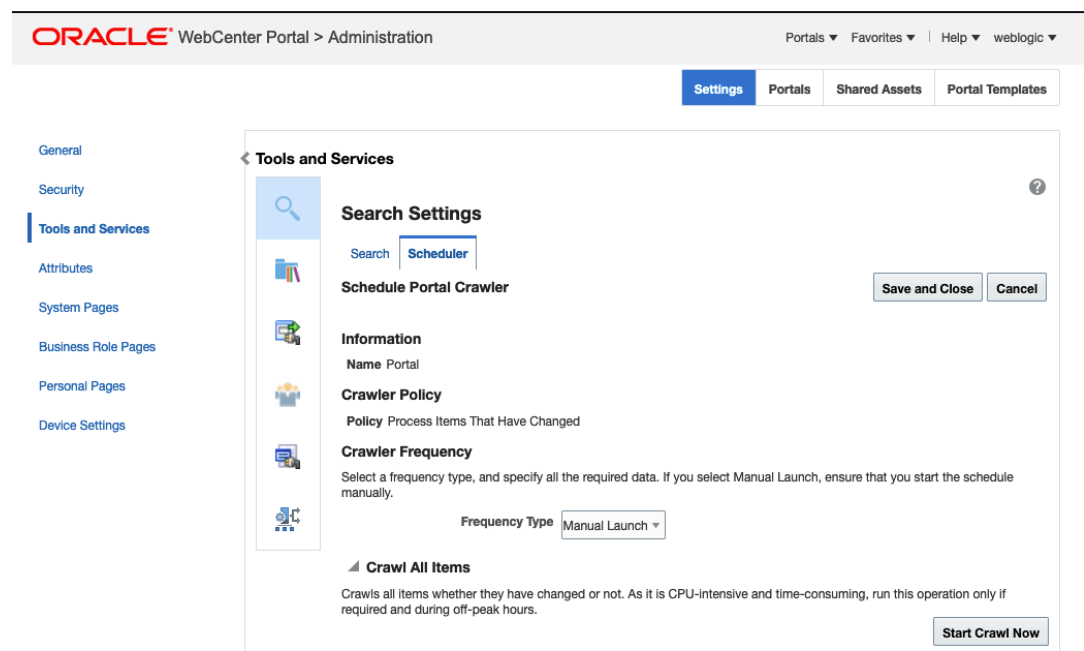 ORACLE® WebCenter Portal > Administration
Portals Favorites Help weblogic
Settings Portals Shared Assets Portal Templates
General
Security
Tools and Services
Attributes
System Pages
Business Role Pages
Personal Pages
Device Settings
Tools and Services
Search Settings
Search Scheduler
Schedule Portal Crawler
Save and Close Cancel
Information
Name Portal
Crawler Policy
Policy Process Items That Have Changed
Crawler Frequency
Select a frequency type, and specify all the required data. If you select Manual Launch, ensure that you start the schedule
manually.
Frequency Type Manual Launch
Crawl All Items
Crawls all items whether they have changed or not. As it is CPU-intensive and time-consuming, run this operation only if
required and during off-peak hours.
Start Crawl Now